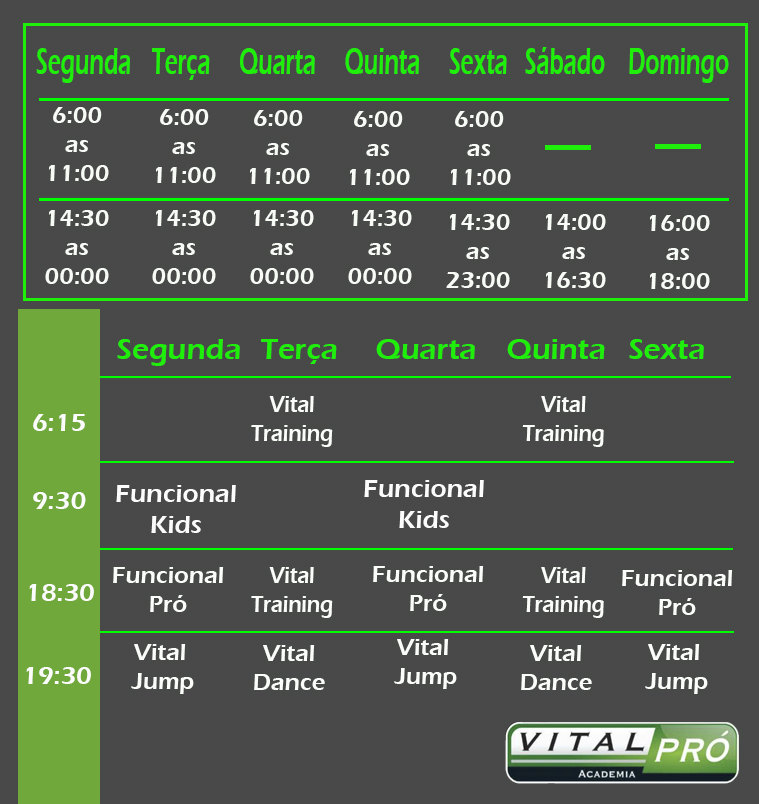 Segunda Terça Quarta Quinta Sexta Sábado Domingo
6:00 6:00 6:00 6:00 6:00
as as as as as
11:00 11:00 11:00 11:00 11:00
14:30 14:30 14:30 14:30 14:30 14:00 16:00
as as as as as as as
00:00 00:00 00:00 00:00 23:00 16:30 18:00
Segunda Terça Quarta Quinta Sexta
6:15
Vital Vital
Training Training
9:30
Funcional Funcional
Kids Kids
18:30
Funcional Vital Funcional Vital Funcional
Pró Training Pró Training Pró
19:30
Vital Vital Vital Vital Vital
Jump Dance Jump Dance Jump
VITAL PRÓ
ACADEMIA